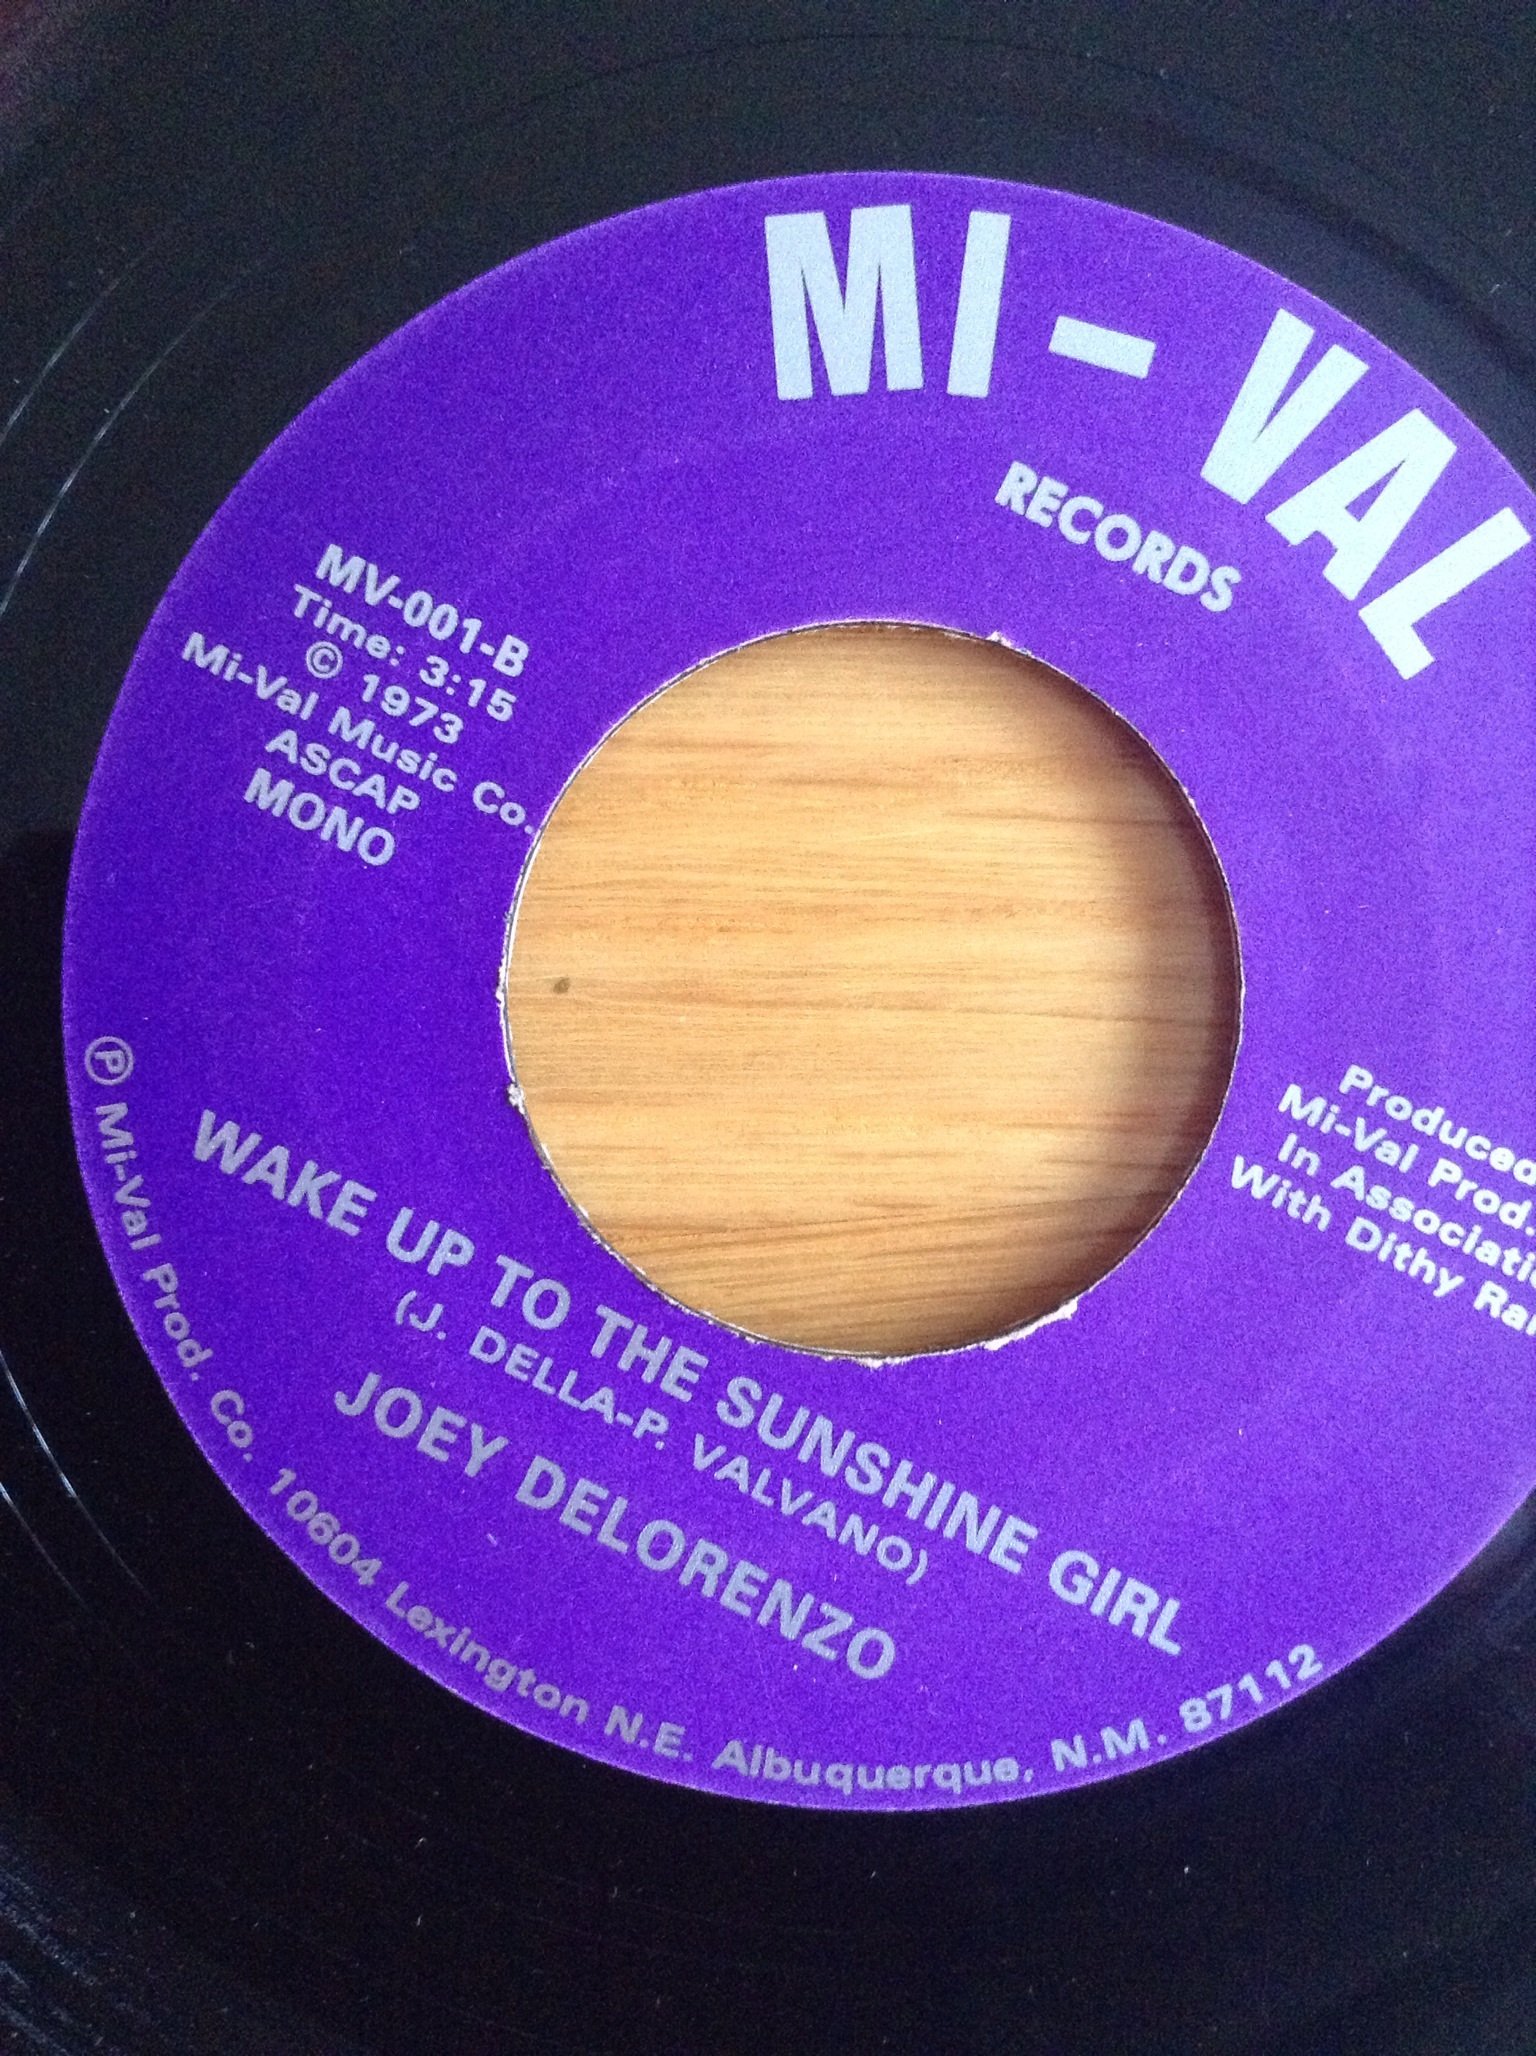 MI-VAL
RECORDS
MV-001-B
Time: 3:15
© 1973
Mi-Val Music Co.
ASCAP
MONO
Produced
Mi-Val Prod.
In Associati
With Dithy Ra
WAKE UP TO THE SUNSHINE GIRL
(J. DELLA-P. VALVANO)
JOEY DELORENZO
℗ Mi-Val Prod. Co. 10604 Lexington N.E. Albuquerque, N.M. 87112